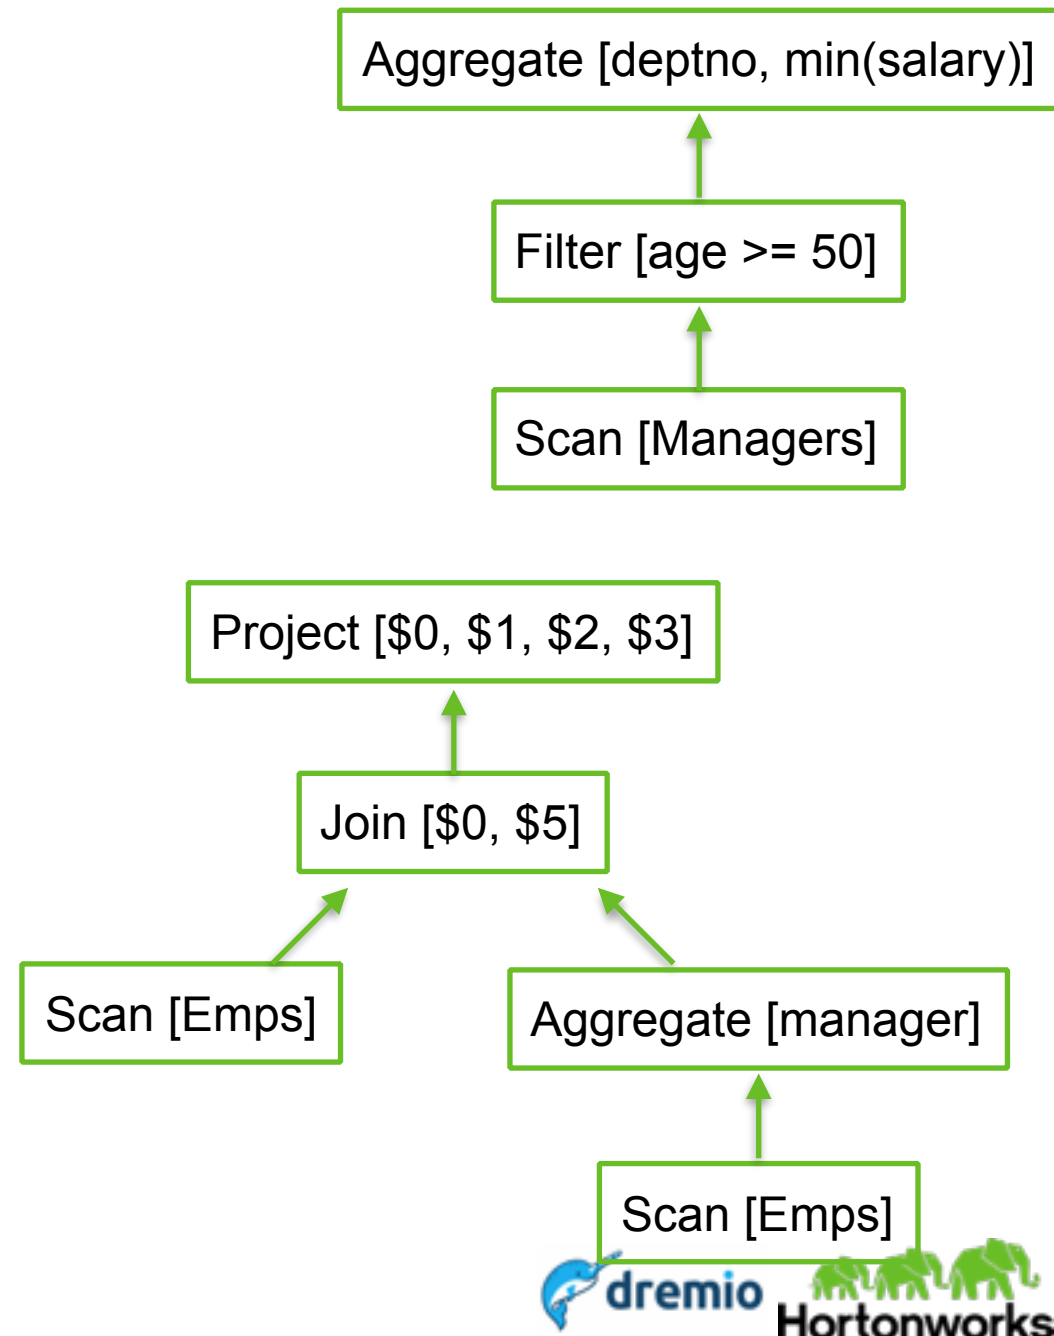 Aggregate [deptno, min(salary)]
Filter [age >= 50]
Scan [Managers]
Project [$0, $1, $2, $3]
Join [$0, $5]
Scan [Emps]
Aggregate [manager]
Scan [Emps]
dremio
Hortonworks